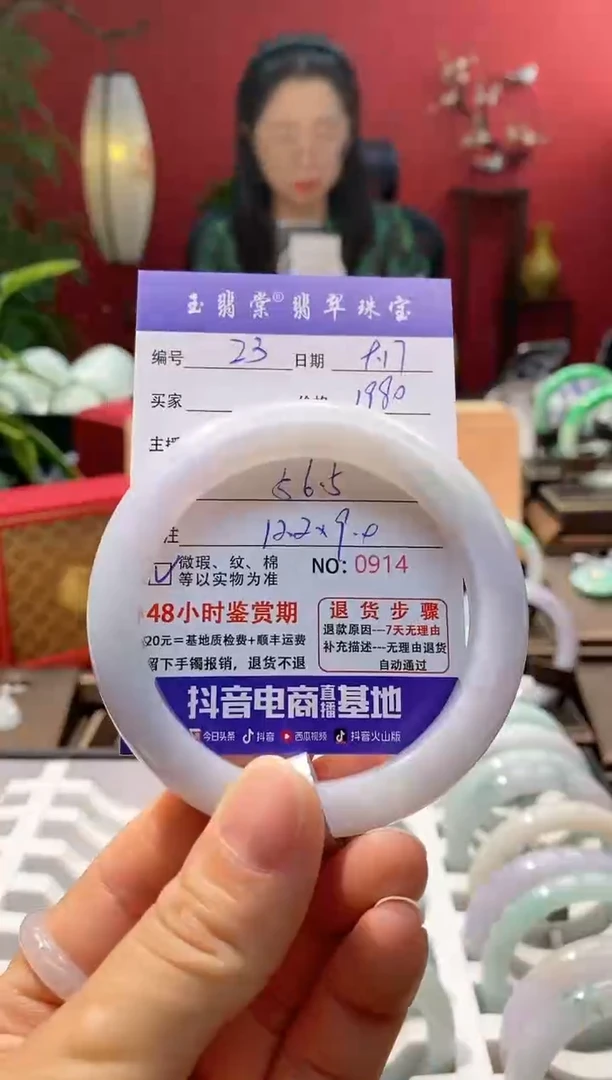 玉翡棠®翡翠珠宝
编号 23 日期 9.17
买家 1980
主播
56.5
注 12.2×9.0
微瑕、纹、棉
等以实物为准
NO: 0914
48小时鉴赏期
20元=基地质检费+顺丰运费
留下手镯报销，退货不退
退货步骤
退款原因---7天无理由
补充描述---无理由退货
自动通过
抖音电商直播基地
今日头条 抖音 西瓜视频 抖音火山版